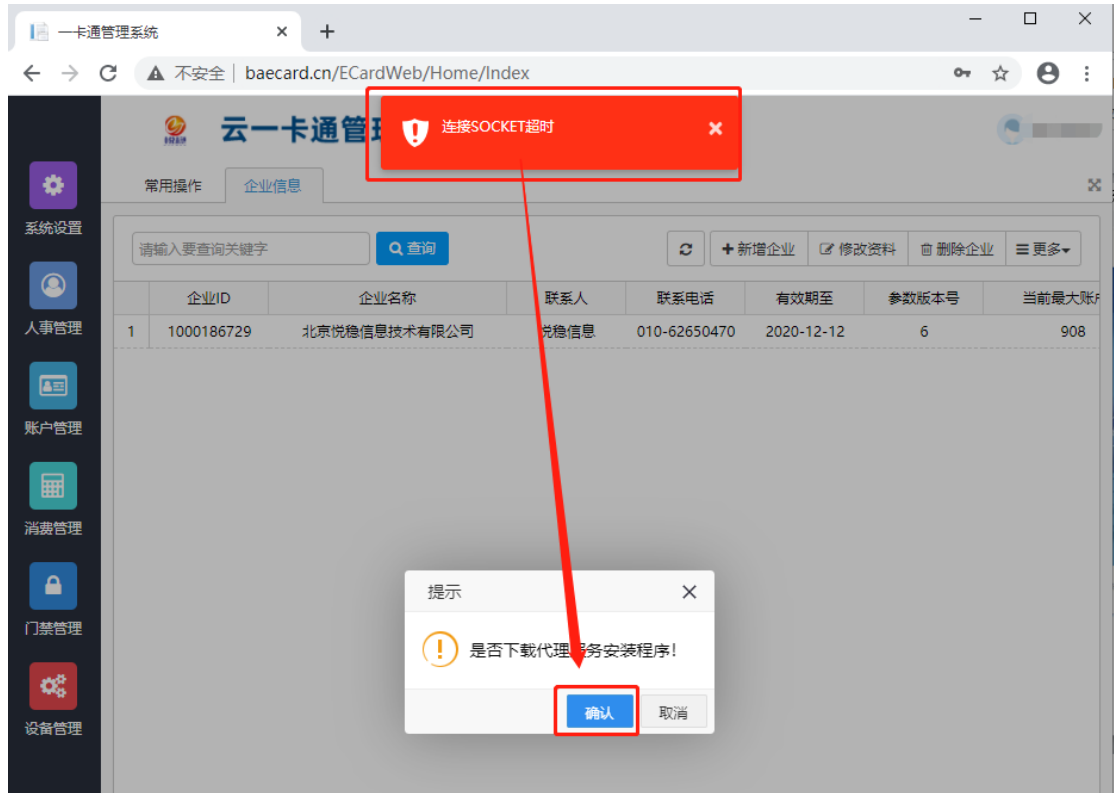 一卡通管理系统
不安全 | baecard.cn/ECardWeb/Home/Index
云一卡通管
连接SOCKET超时
常用操作 企业信息
系统设置
人事管理
账户管理
消费管理
门禁管理
设备管理
请输入要查询关键字 查询 新增企业 修改资料 删除企业 更多
企业ID 企业名称 联系人 联系电话 有效期至 参数版本号 当前最大账
1 1000186729 北京悦稳信息技术有限公司 悦稳信息 010-62650470 2020-12-12 6 908
提示
是否下载代理服务安装程序!
确认 取消